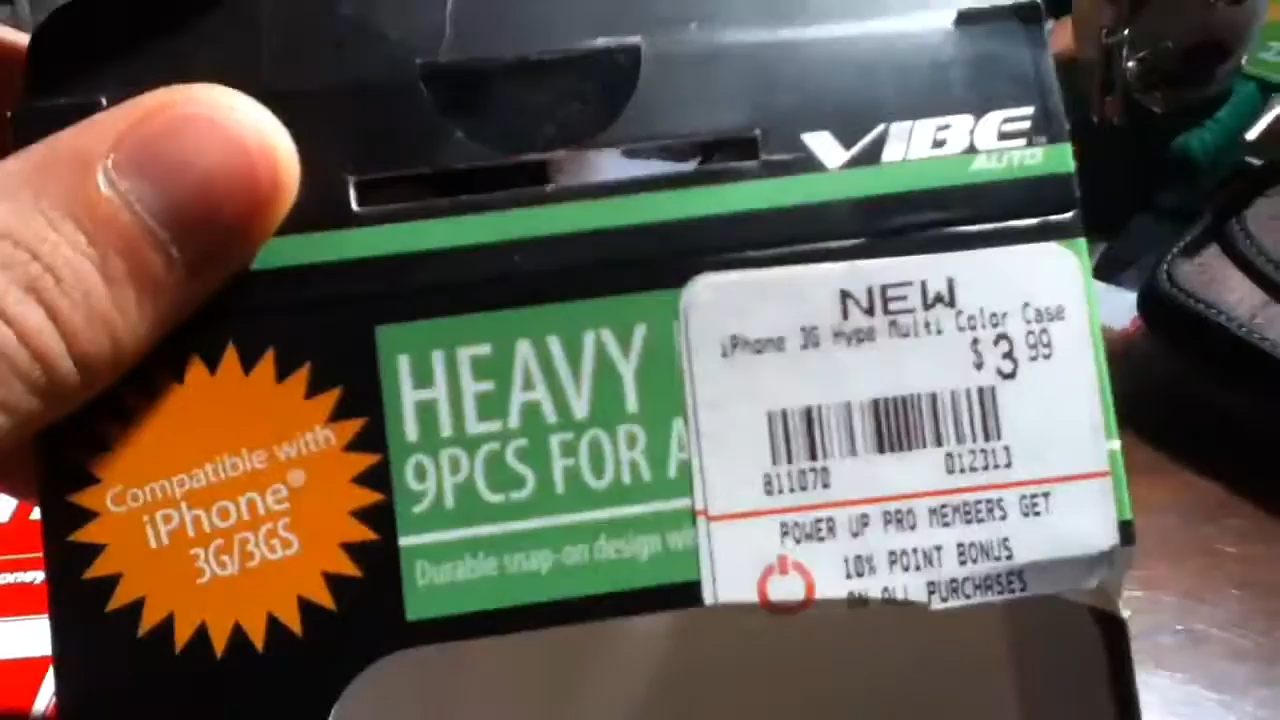 VIBE
AUTO
HEAVY
9PCS FOR A
Durable snap-on design
Compatible with
iPhone®
3G/3GS
NEW
iPhone 3G Hype Multi Color Case
$3.99
811070 012313
POWER UP PRO MEMBERS GET
10% POINT BONUS
ON ALL PURCHASES